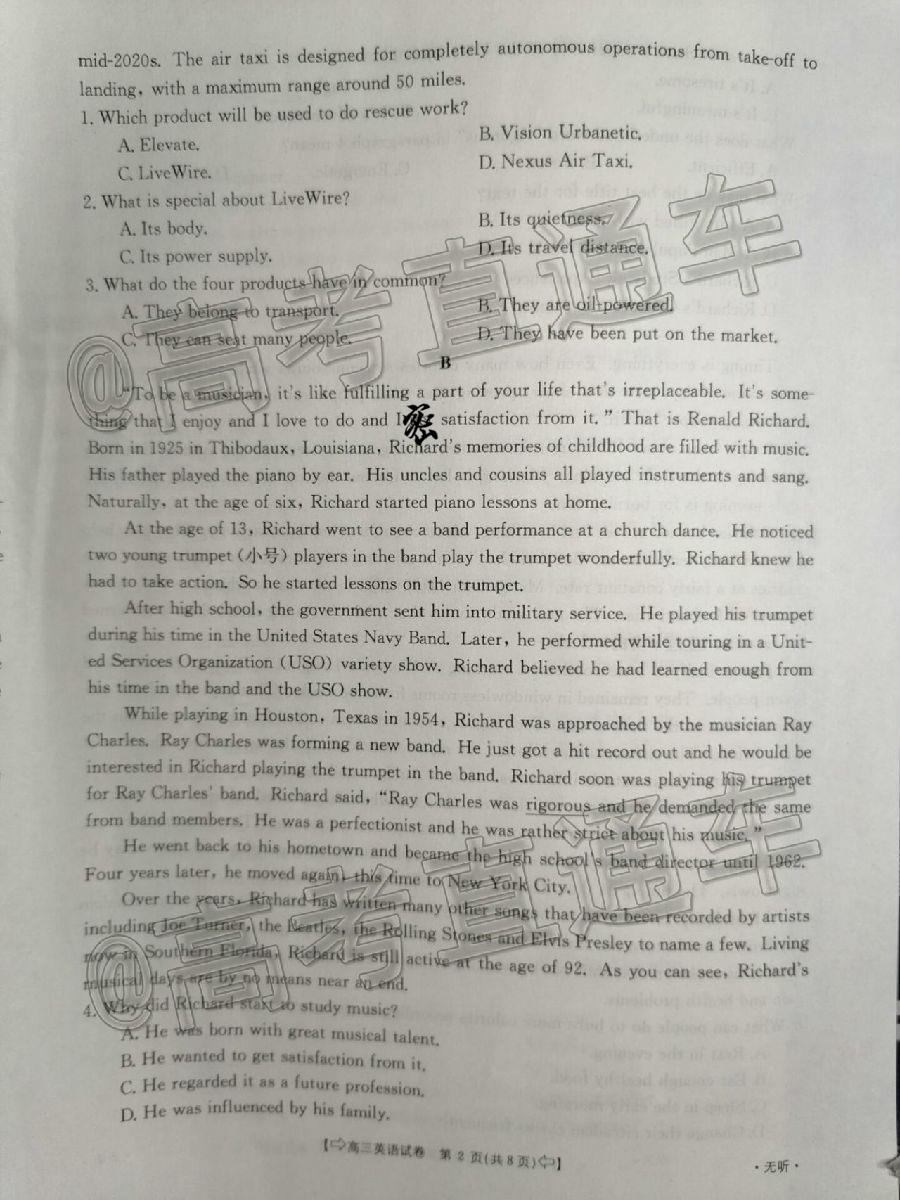 mid-2020s. The air taxi is designed for completely autonomous operations from take-off to
landing, with a maximum range around 50 miles.
1. Which product will be used to do rescue work?
A. Elevate.
B. Vision Urbanetic.
C. LiveWire.
D. Nexus Air Taxi.
2. What is special about LiveWire?
A. Its body.
B. Its quietness.
C. Its power supply.
D. Its travel distance.
3. What do the four products have in common?
A. They belong to transport.
B. They are oil-powered.
C. They can seat many people.
D. They have been put on the market.
B
"To be a musician, it's like fulfilling a part of your life that's irreplaceable. It's some-
thing that I enjoy and I love to do and I 密 satisfaction from it." That is Renald Richard.
Born in 1925 in Thibodaux, Louisiana, Richard's memories of childhood are filled with music.
His father played the piano by ear. His uncles and cousins all played instruments and sang.
Naturally, at the age of six, Richard started piano lessons at home.
At the age of 13, Richard went to see a band performance at a church dance. He noticed
two young trumpet (小号) players in the band play the trumpet wonderfully. Richard knew he
had to take action. So he started lessons on the trumpet.
After high school, the government sent him into military service. He played his trumpet
during his time in the United States Navy Band. Later, he performed while touring in a Unit-
ed Services Organization (USO) variety show. Richard believed he had learned enough from
his time in the band and the USO show.
While playing in Houston, Texas in 1954, Richard was approached by the musician Ray
Charles. Ray Charles was forming a new band. He just got a hit record out and he would be
interested in Richard playing the trumpet in the band. Richard soon was playing his trumpet
for Ray Charles' band. Richard said, "Ray Charles was rigorous and he demanded the same
from band members. He was a perfectionist and he was rather strict about his music."
He went back to his hometown and became the high school's band director until 1962.
Four years later, he moved again, this time to New York City.
Over the years, Richard has written many other songs that have been recorded by artists
including Joe Turner, the Beatles, the Rolling Stones and Elvis Presley to name a few. Living
now in Southern Florida, Richard is still active at the age of 92. As you can see, Richard's
musical days are by no means near an end.
4. Why did Richard start to study music?
A. He was born with great musical talent.
B. He wanted to get satisfaction from it.
C. He regarded it as a future profession.
D. He was influenced by his family.
【⇨高三英语试卷 第 2 页(共 8 页)⇦】
·无听·
@高考直通车
@高考直通车